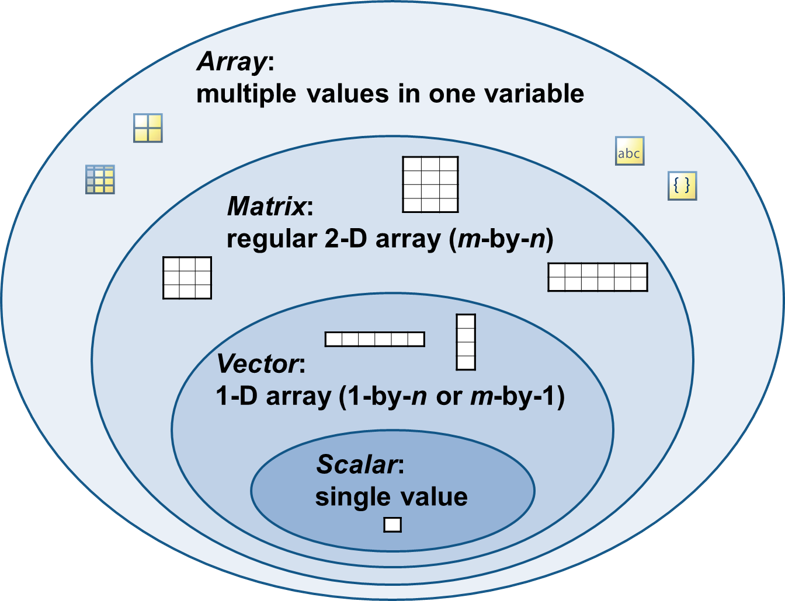 Array:
multiple values in one variable
abc
{ }
Matrix:
regular 2-D array (m-by-n)
Vector:
1-D array (1-by-n or m-by-1)
Scalar:
single value